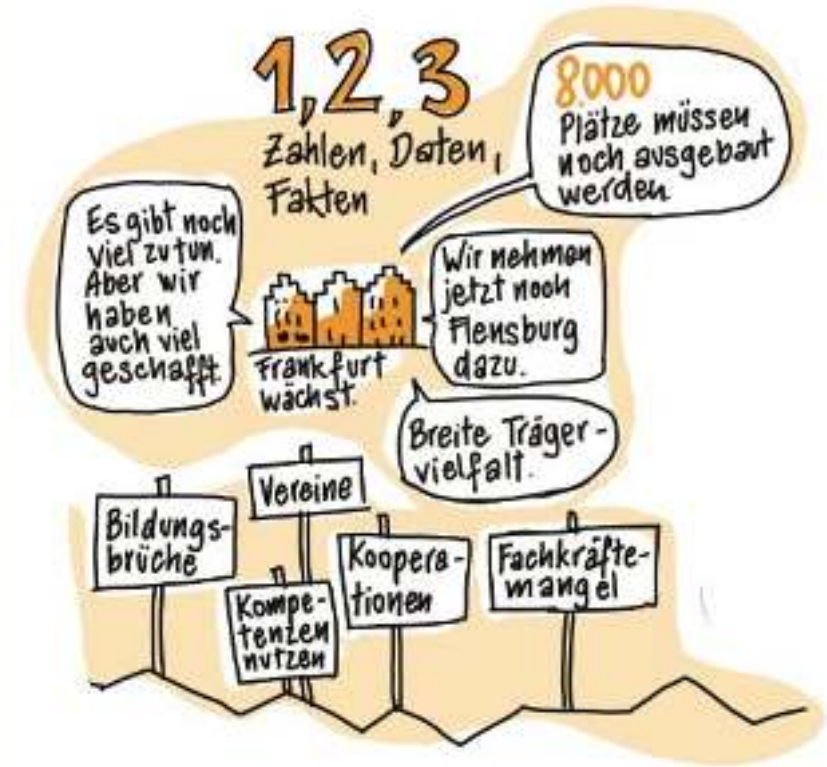 1, 2, 3
Zahlen, Daten,
Fakten
8.000
Plätze müssen
noch ausgebaut
werden.
Es gibt noch
viel zu tun.
Aber wir
haben
auch viel
geschafft.
Wir nehmen
jetzt noch
Flensburg
dazu.
Frankfurt
wächst.
Breite Träger-
vielfalt.
Bildungs-
brüche
Vereine
Kompe-
tenzen
nutzen
Koopera-
tionen
Fachkräfte-
mangel